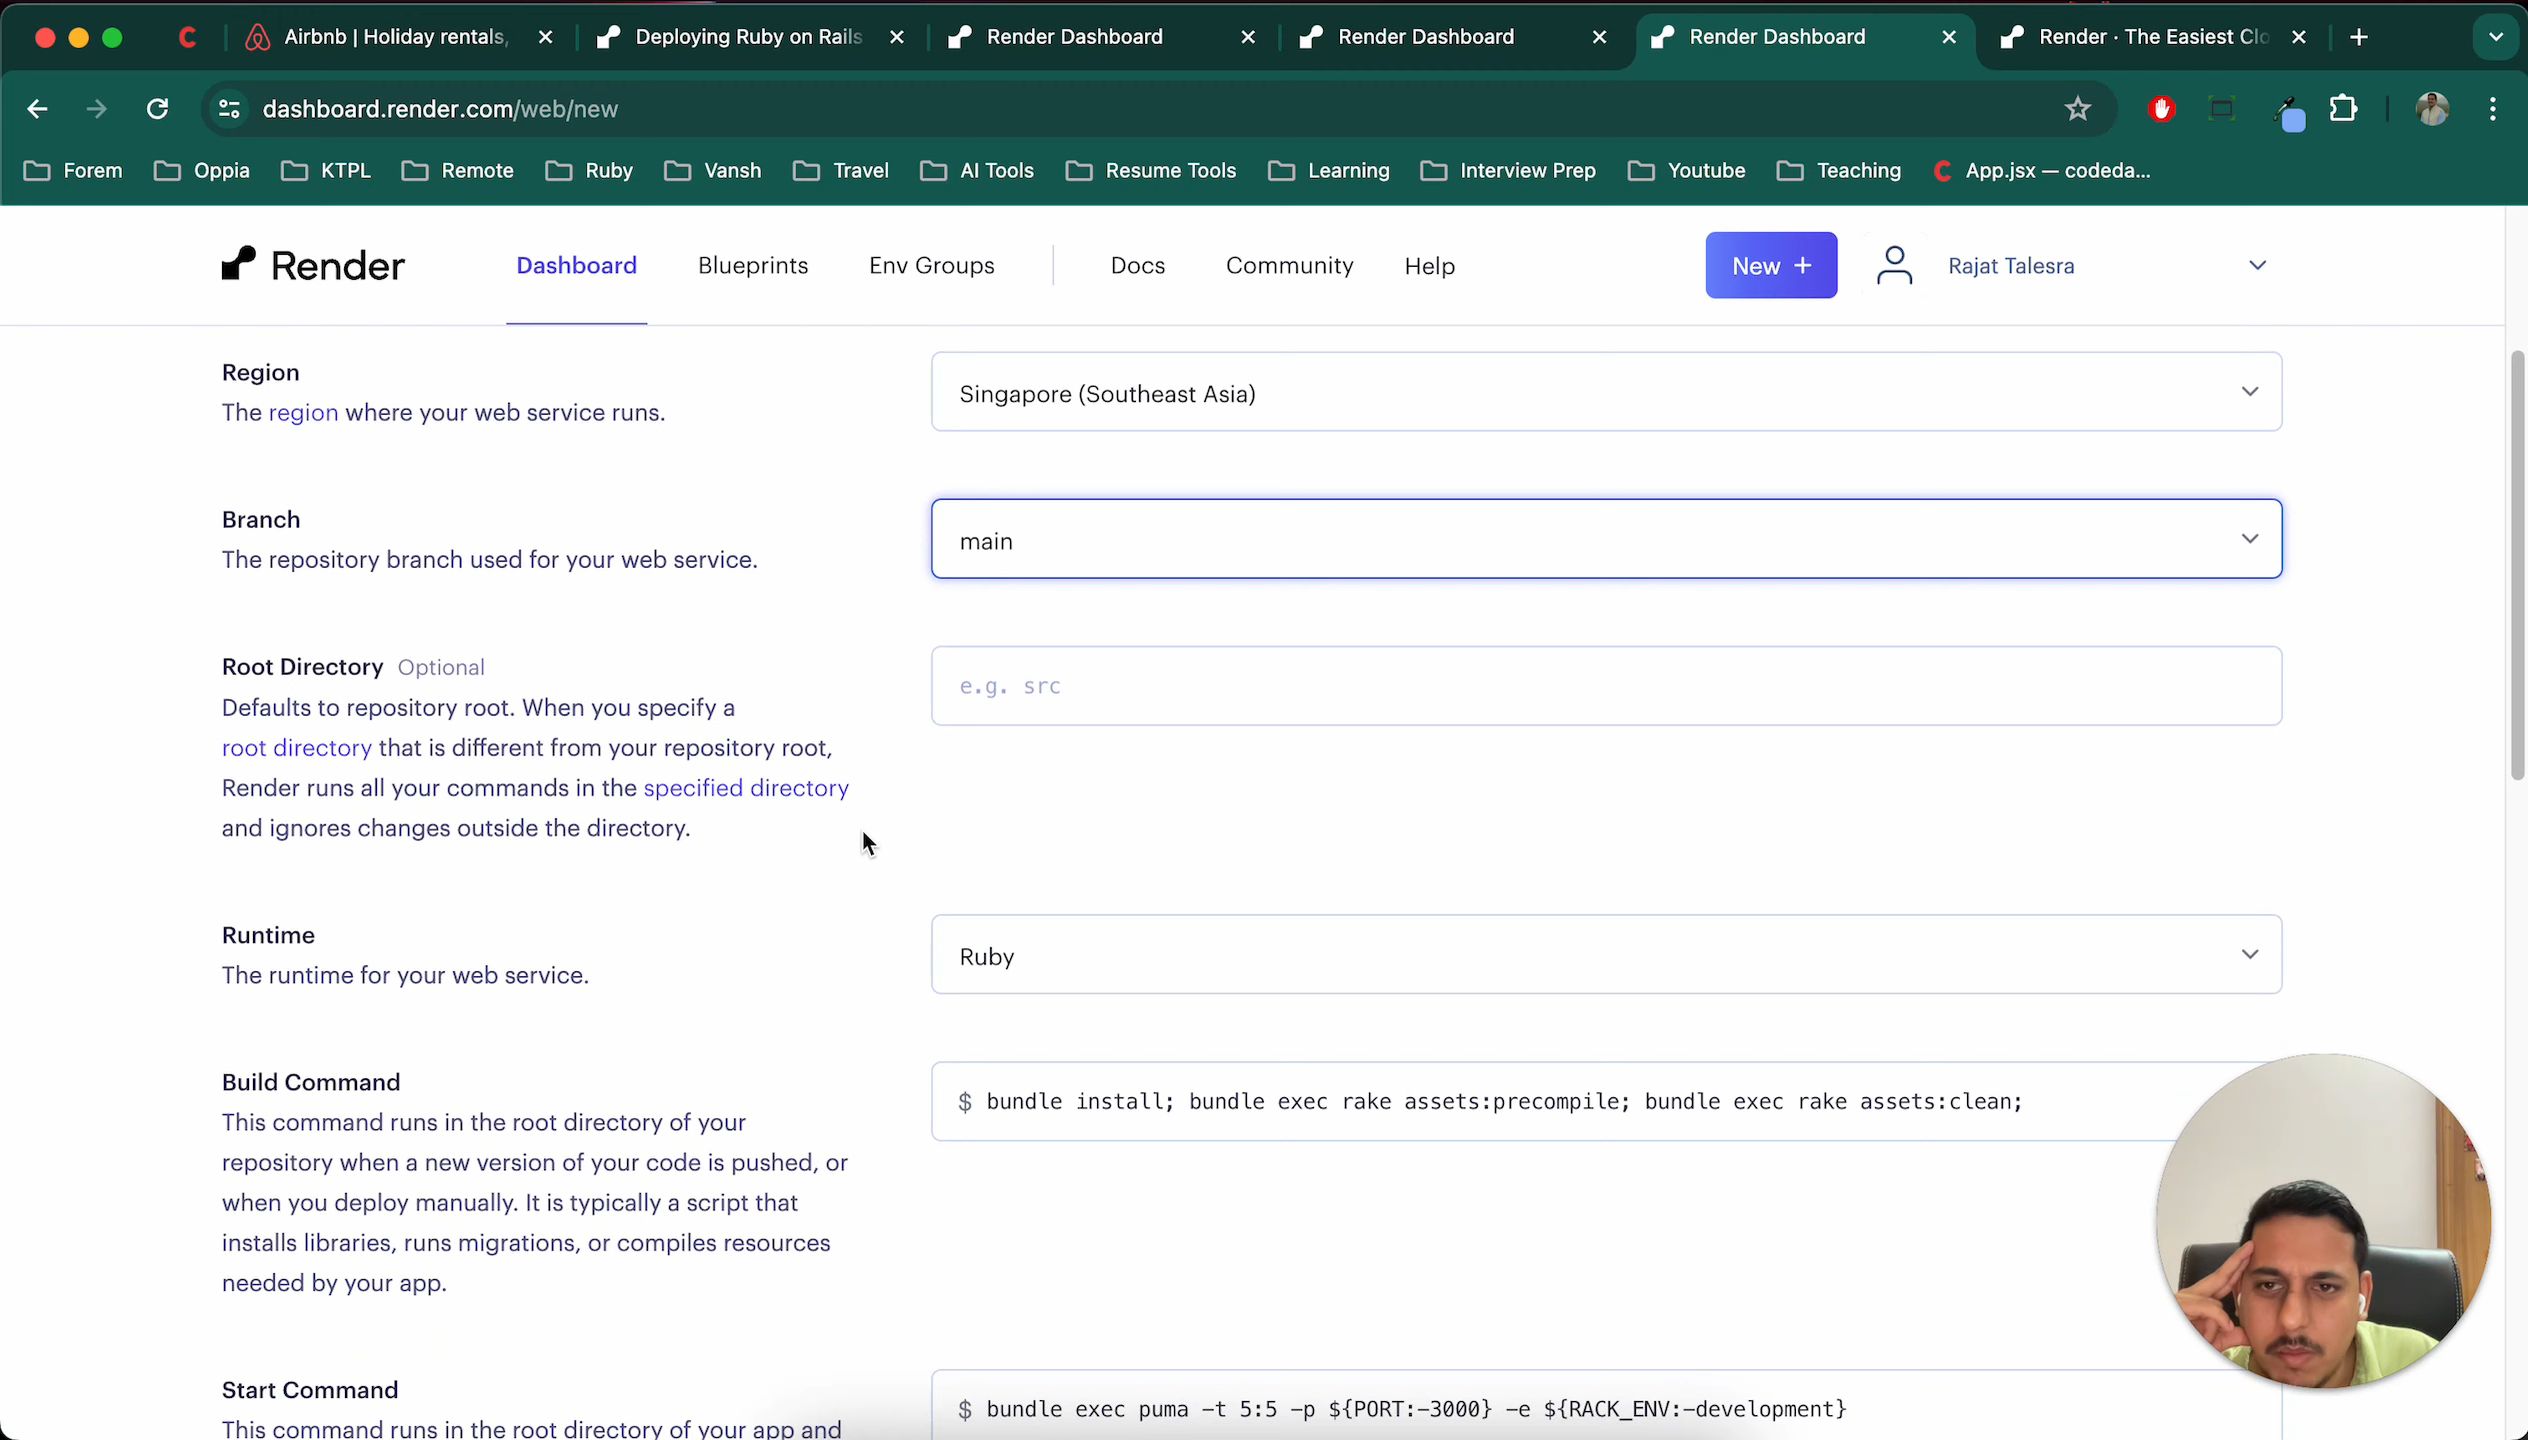 Airbnb | Holiday rentals,
Deploying Ruby on Rails
Render Dashboard
Render Dashboard
Render Dashboard
Render · The Easiest Clo
dashboard.render.com/web/new
Forem
Oppia
KTPL
Remote
Ruby
Vansh
Travel
AI Tools
Resume Tools
Learning
Interview Prep
Youtube
Teaching
App.jsx — codeda...
Render
Dashboard
Blueprints
Env Groups
Docs
Community
Help
New +
Rajat Talesra
Region
The region where your web service runs.
Singapore (Southeast Asia)
Branch
The repository branch used for your web service.
main
Root Directory Optional
Defaults to repository root. When you specify a
root directory that is different from your repository root,
Render runs all your commands in the specified directory
and ignores changes outside the directory.
e.g. src
Runtime
The runtime for your web service.
Ruby
Build Command
This command runs in the root directory of your
repository when a new version of your code is pushed, or
when you deploy manually. It is typically a script that
installs libraries, runs migrations, or compiles resources
needed by your app.
$ bundle install; bundle exec rake assets:precompile; bundle exec rake assets:clean;
Start Command
This command runs in the root directory of your app and
$ bundle exec puma -t 5:5 -p ${PORT:-3000} -e ${RACK_ENV:-development}